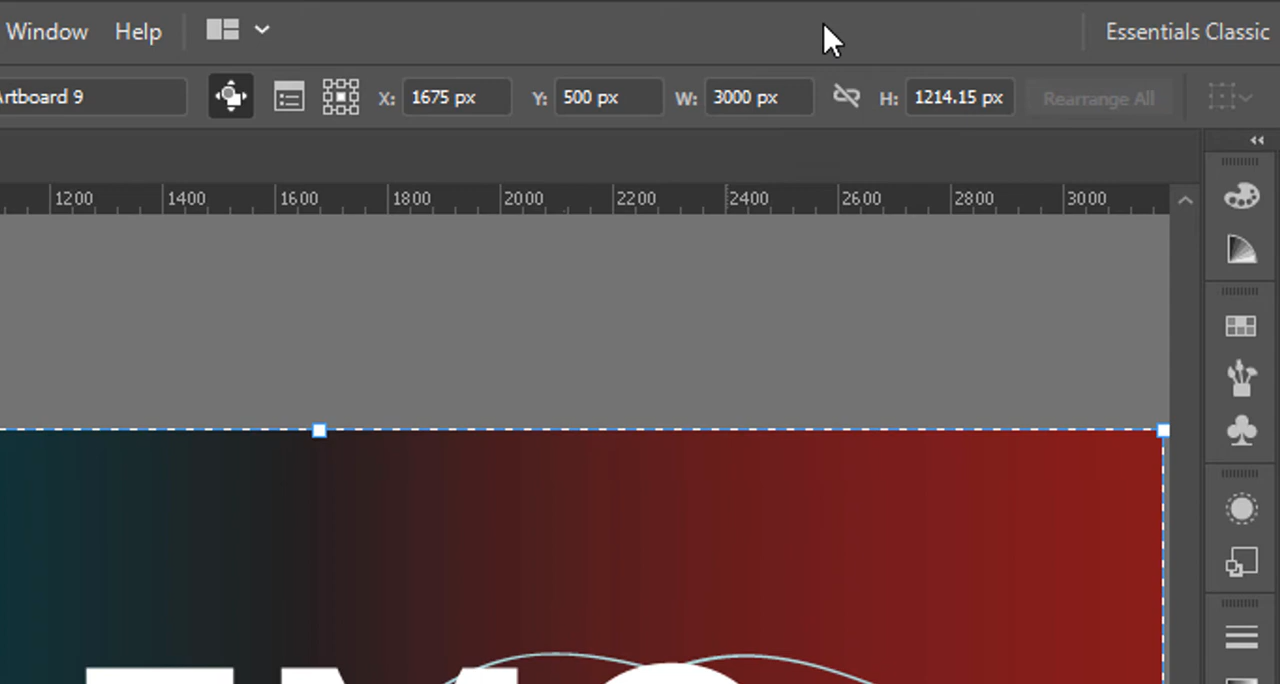 Window Help Essentials Classic
Artboard 9 X: 1675 px Y: 500 px W: 3000 px H: 1214.15 px Rearrange All
1200 1400 1600 1800 2000 2200 2400 2600 2800 3000